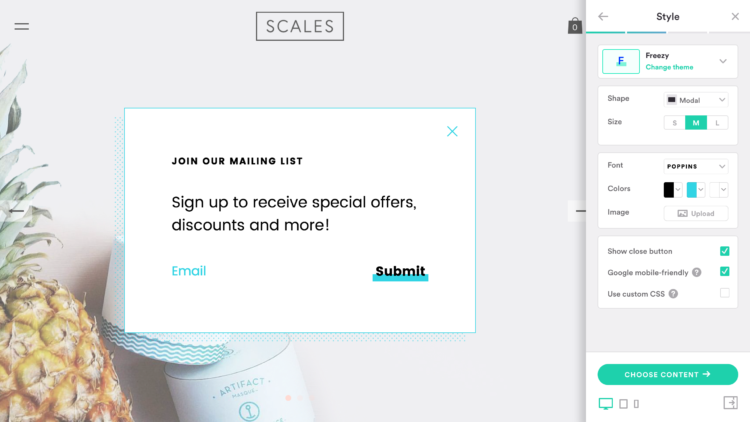 SCALES
0
JOIN OUR MAILING LIST
Sign up to receive special offers,
discounts and more!
Email
Submit
ARTIFACT
Style
F
Freezy
Change theme
Shape
Modal
Size
S M L
Font
POPPINS
Colors
Image
Upload
Show close button
Google mobile-friendly ?
Use custom CSS ?
CHOOSE CONTENT →